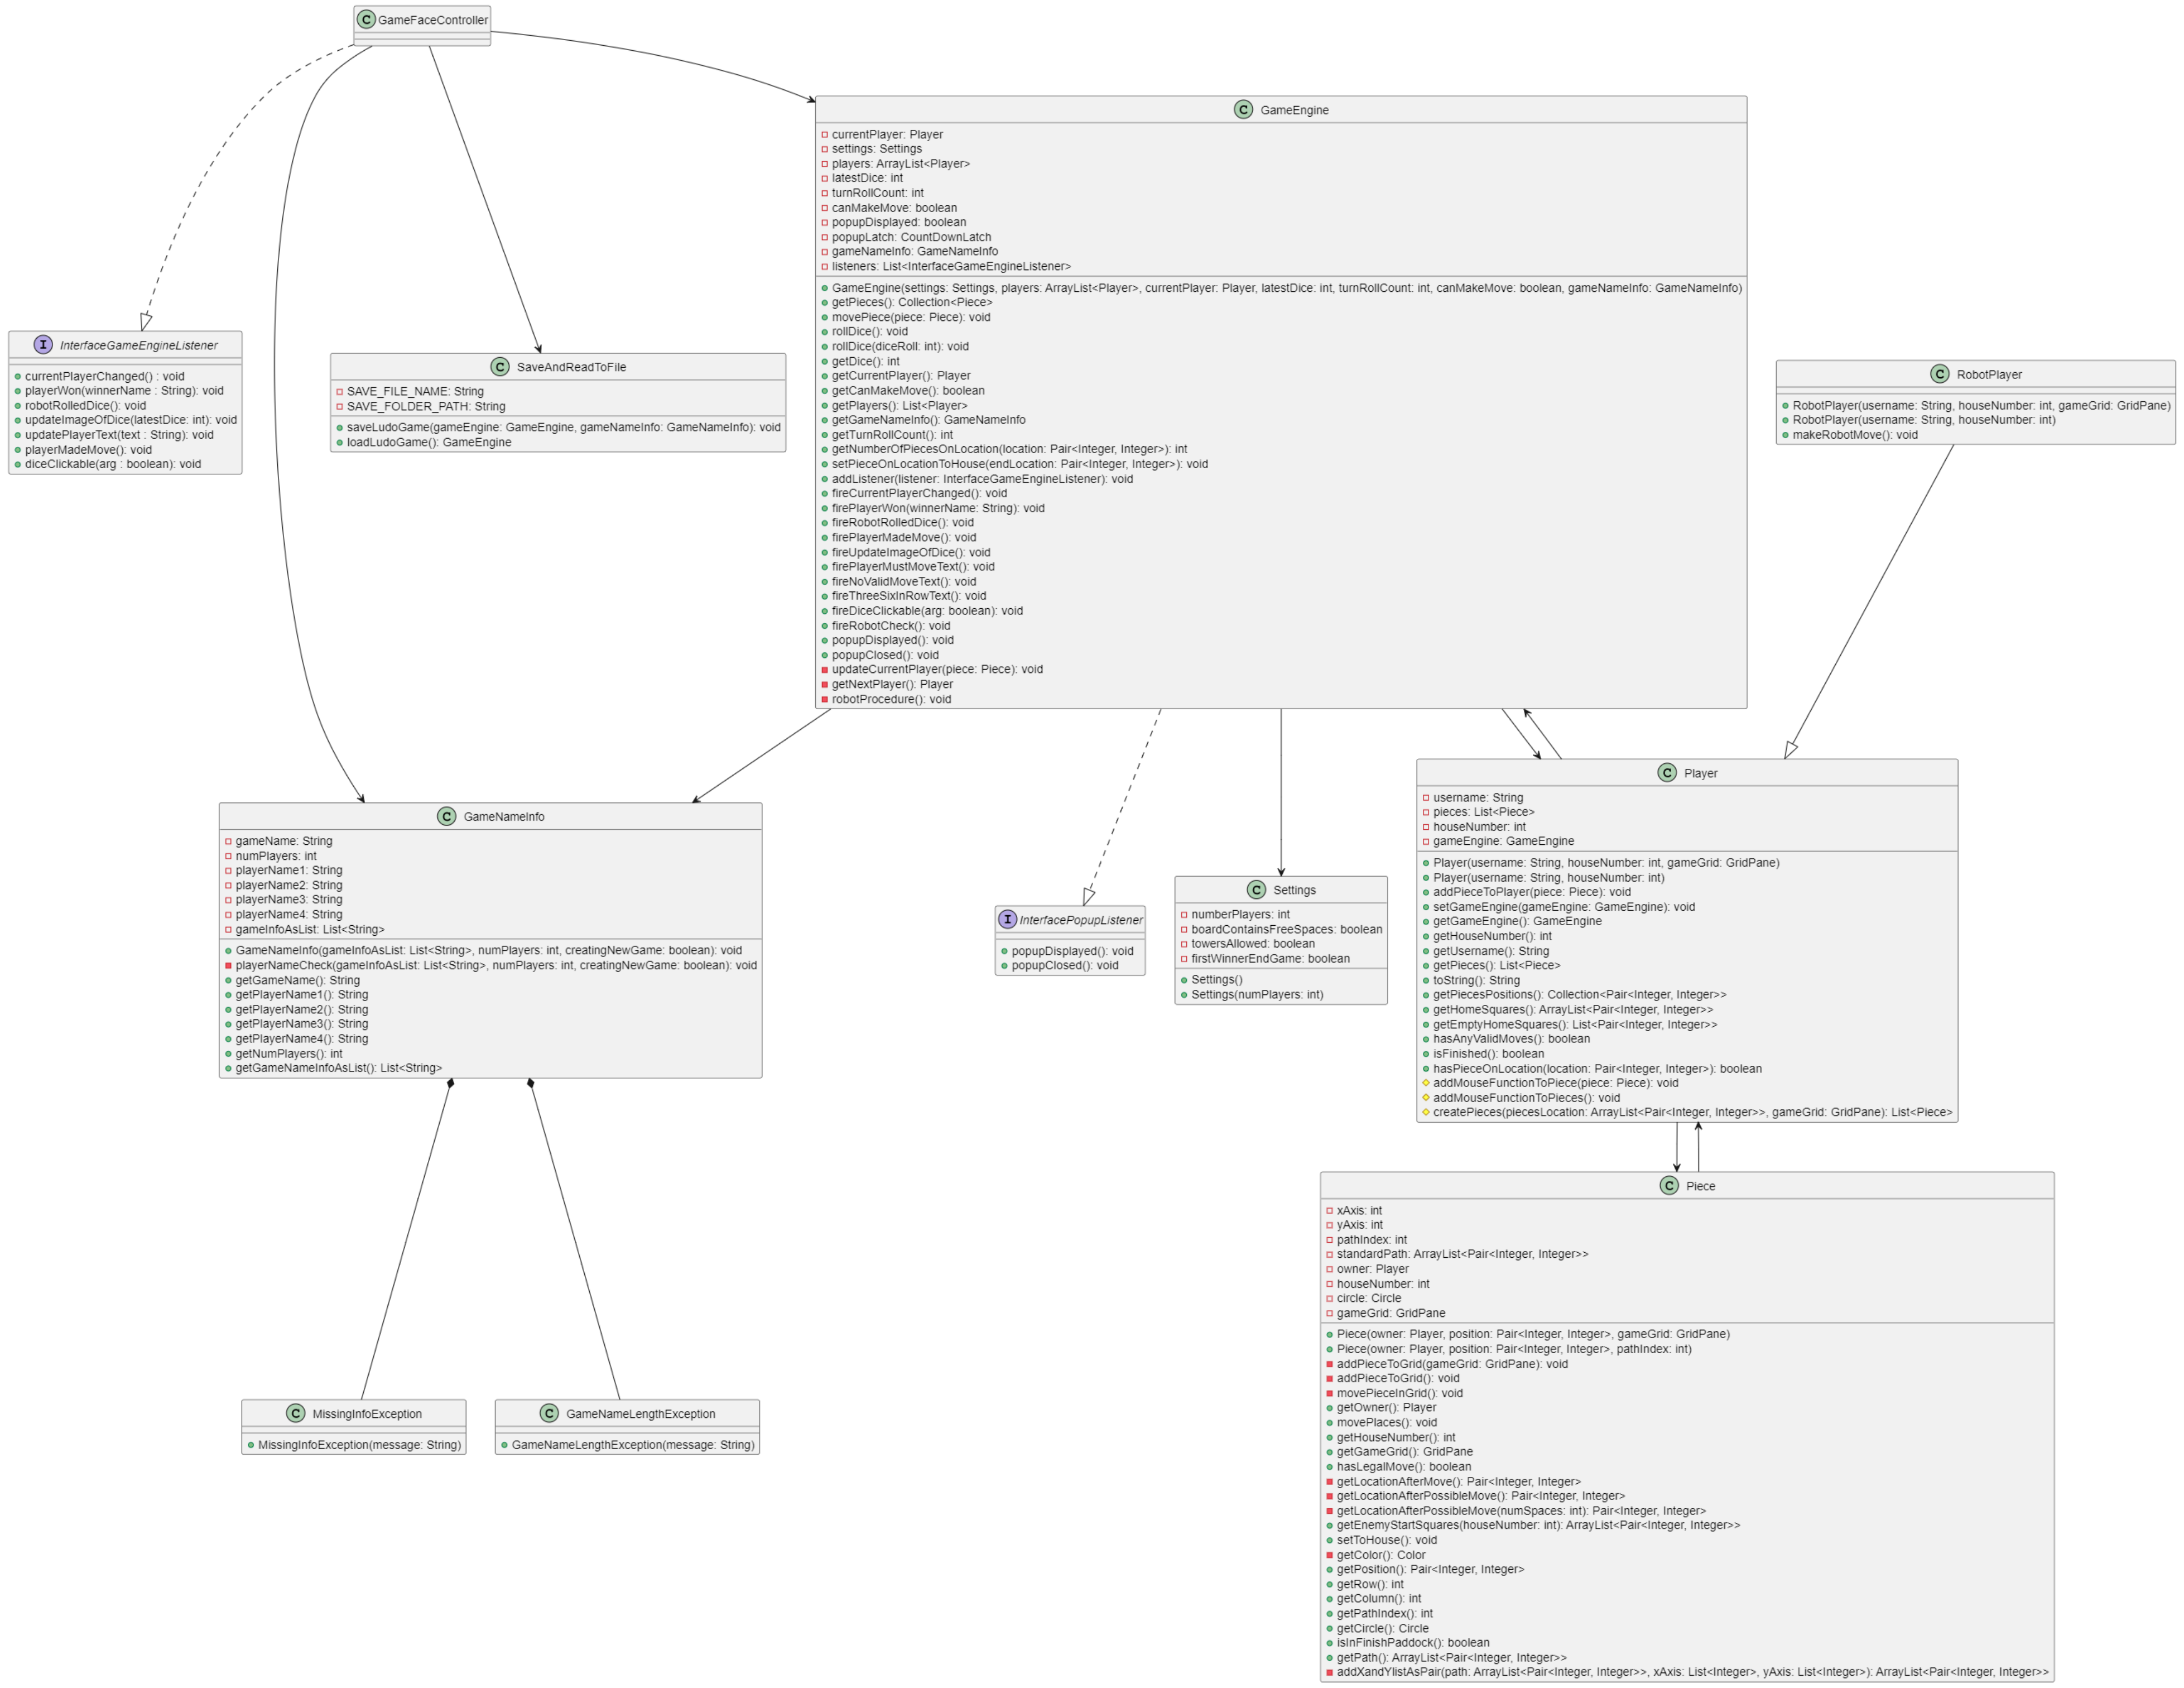 GameFaceController
GameEngine
currentPlayer: Player
settings: Settings
players: ArrayList<Player>
latestDice: int
turnRollCount: int
canMakeMove: boolean
popupDisplayed: boolean
popupLatch: CountDownLatch
gameNameInfo: GameNameInfo
listeners: List<InterfaceGameEngineListener>
GameEngine(settings: Settings, players: ArrayList<Player>, currentPlayer: Player, latestDice: int, turnRollCount: int, canMakeMove: boolean, gameNameInfo: GameNameInfo)
getPieces(): Collection<Piece>
movePiece(piece: Piece): void
rollDice(): void
rollDice(diceRoll: int): void
getDice(): int
getCurrentPlayer(): Player
getCanMakeMove(): boolean
getPlayers(): List<Player>
getGameNameInfo(): GameNameInfo
getTurnRollCount(): int
getNumberOfPiecesOnLocation(location: Pair<Integer, Integer>): int
setPieceOnLocationToHouse(endLocation: Pair<Integer, Integer>): void
addListener(listener: InterfaceGameEngineListener): void
fireCurrentPlayerChanged(): void
firePlayerWon(winnerName: String): void
fireRobotRolledDice(): void
firePlayerMadeMove(): void
fireUpdateImageOfDice(): void
firePlayerMustMoveText(): void
fireNoValidMoveText(): void
fireThreeSixInRowText(): void
fireDiceClickable(arg: boolean): void
fireRobotCheck(): void
popupDisplayed(): void
popupClosed(): void
updateCurrentPlayer(piece: Piece): void
getNextPlayer(): Player
robotProcedure(): void
InterfaceGameEngineListener
currentPlayerChanged() : void
playerWon(winnerName : String): void
robotRolledDice(): void
updateImageOfDice(latestDice: int): void
updatePlayerText(text : String): void
playerMadeMove(): void
diceClickable(arg : boolean): void
SaveAndReadToFile
SAVE_FILE_NAME: String
SAVE_FOLDER_PATH: String
saveLudoGame(gameEngine: GameEngine, gameNameInfo: GameNameInfo): void
loadLudoGame(): GameEngine
RobotPlayer
RobotPlayer(username: String, houseNumber: int, gameGrid: GridPane)
RobotPlayer(username: String, houseNumber: int)
makeRobotMove(): void
GameNameInfo
gameName: String
numPlayers: int
playerName1: String
playerName2: String
playerName3: String
playerName4: String
gameInfoAsList: List<String>
GameNameInfo(gameInfoAsList: List<String>, numPlayers: int, creatingNewGame: boolean): void
playerNameCheck(gameInfoAsList: List<String>, numPlayers: int, creatingNewGame: boolean): void
getGameName(): String
getPlayerName1(): String
getPlayerName2(): String
getPlayerName3(): String
getPlayerName4(): String
getNumPlayers(): int
getGameNameInfoAsList(): List<String>
InterfacePopupListener
popupDisplayed(): void
popupClosed(): void
Settings
numberPlayers: int
boardContainsFreeSpaces: boolean
towersAllowed: boolean
firstWinnerEndGame: boolean
Settings()
Settings(numPlayers: int)
Player
username: String
pieces: List<Piece>
houseNumber: int
gameEngine: GameEngine
Player(username: String, houseNumber: int, gameGrid: GridPane)
Player(username: String, houseNumber: int)
addPieceToPlayer(piece: Piece): void
setGameEngine(gameEngine: GameEngine): void
getGameEngine(): GameEngine
getHouseNumber(): int
getUsername(): String
getPieces(): List<Piece>
toString(): String
getPiecesPositions(): Collection<Pair<Integer, Integer>>
getHomeSquares(): ArrayList<Pair<Integer, Integer>>
getEmptyHomeSquares(): List<Pair<Integer, Integer>>
hasAnyValidMoves(): boolean
isFinished(): boolean
hasPieceOnLocation(location: Pair<Integer, Integer>): boolean
addMouseFunctionToPiece(piece: Piece): void
addMouseFunctionToPieces(): void
createPieces(piecesLocation: ArrayList<Pair<Integer, Integer>>, gameGrid: GridPane): List<Piece>
MissingInfoException
MissingInfoException(message: String)
GameNameLengthException
GameNameLengthException(message: String)
Piece
xAxis: int
yAxis: int
pathIndex: int
standardPath: ArrayList<Pair<Integer, Integer>>
owner: Player
houseNumber: int
circle: Circle
gameGrid: GridPane
Piece(owner: Player, position: Pair<Integer, Integer>, gameGrid: GridPane)
Piece(owner: Player, position: Pair<Integer, Integer>, pathIndex: int)
addPieceToGrid(gameGrid: GridPane): void
addPieceToGrid(): void
movePieceInGrid(): void
getOwner(): Player
movePlaces(): void
getHouseNumber(): int
getGameGrid(): GridPane
hasLegalMove(): boolean
getLocationAfterMove(): Pair<Integer, Integer>
getLocationAfterPossibleMove(): Pair<Integer, Integer>
getLocationAfterPossibleMove(numSpaces: int): Pair<Integer, Integer>
getEnemyStartSquares(houseNumber: int): ArrayList<Pair<Integer, Integer>>
setToHouse(): void
getColor(): Color
getPosition(): Pair<Integer, Integer>
getRow(): int
getColumn(): int
getPathIndex(): int
getCircle(): Circle
isInFinishPaddock(): boolean
getPath(): ArrayList<Pair<Integer, Integer>>
addXandYlistAsPair(path: ArrayList<Pair<Integer, Integer>>, xAxis: List<Integer>, yAxis: List<Integer>): ArrayList<Pair<Integer, Integer>>